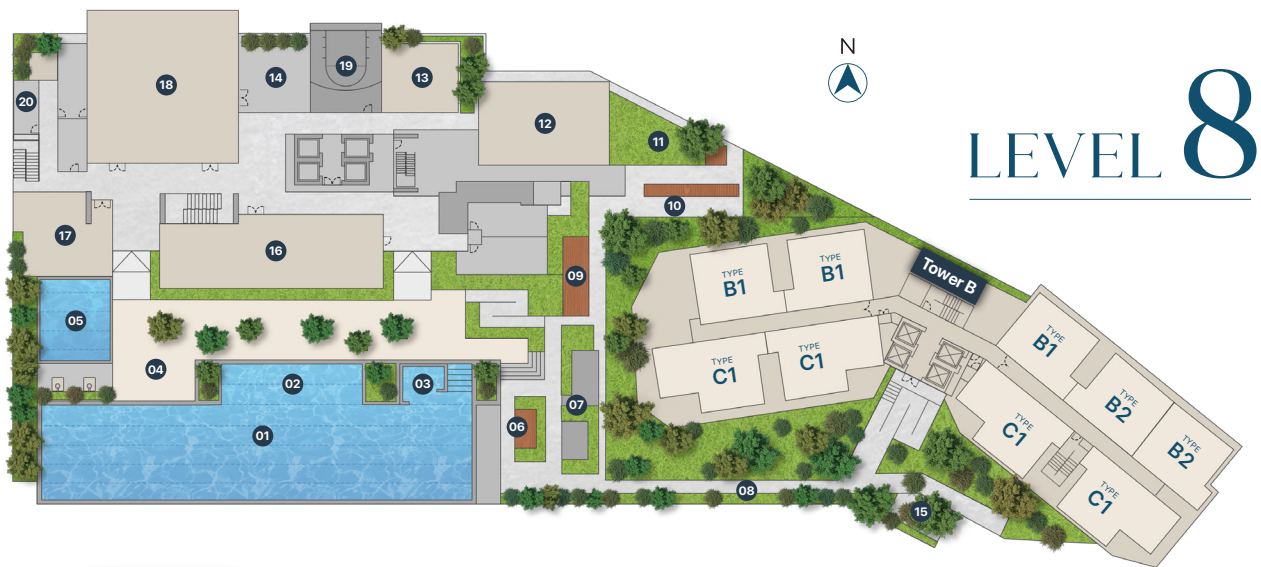 N
LEVEL 8
18
14
19
13
20
12
11
10
17
16
09
05
04
02
03
01
06
07
08
15
Tower B
TYPE
B1
TYPE
B1
TYPE
C1
TYPE
C1
TYPE
B1
TYPE
B2
TYPE
B2
TYPE
C1
TYPE
C1